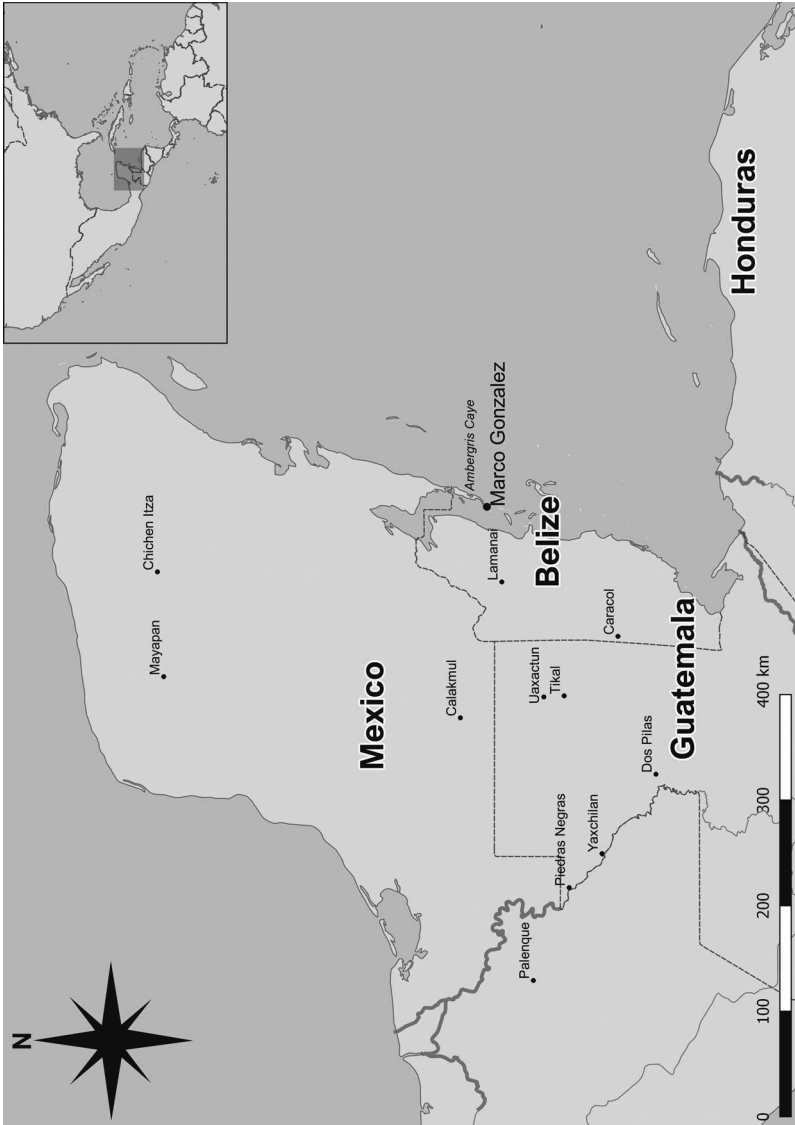 N
Mayapan
Chichen Itza
Mexico
Calakmul
Ambergris Caye
Marco Gonzalez
Lamanai
Belize
Palenque
Piedras Negras
Uaxactun
Tikal
Yaxchilan
Caracol
Dos Pilas
Guatemala
Honduras
0
100
200
300
400 km